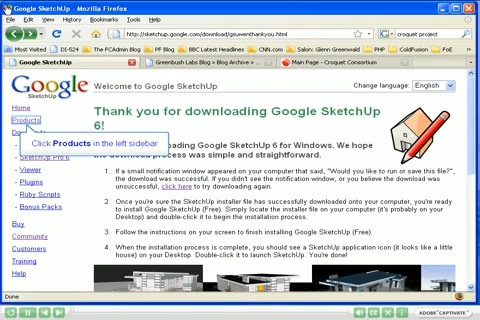 Google SketchUp - Mozilla Firefox
File Edit View History Bookmarks Tools Help
http://sketchup.google.com/download/gsuwenthankyou.html
croquet project
Most Visited DI-524 The FCAdmin Blog PF Blog BBC Latest Headlines CNN.com Salon: Glenn Greenwald PHP ColdFusion FoE
Google SketchUp
Greenbush Labs Blog » Blog Archive » ...
Main Page - Croquet Consortium
Google
SketchUp
Welcome to Google SketchUp
Change language: English
Home
Products
Click Products in the left sidebar
- SketchUp Pro 6
- Viewer
- Plugins
- Ruby Scripts
- Bonus Packs
Buy
Community
Customers
Training
Help
Thank you for downloading Google SketchUp
6!
loading Google SketchUp 6 for Windows. We hope
the download process was simple and straightforward.
1. If a small notification window appeared on your computer that said, "Would you like to run or save this file?",
the download was successful. If you didn't see the notification window, or you believe the download was
unsuccessful, click here to try downloading again.
2. Once you're sure the SketchUp installer file has successfully downloaded onto your computer, you're ready
to install Google SketchUp (Free). Simply locate the installer file on your computer (it's probably on your
Desktop) and double-click it to begin the installation process.
3. Follow the instructions on your screen to finish installing Google SketchUp (Free).
4. When the installation process is complete, you should see a SketchUp application icon (it looks like a little
house) on your Desktop. Double-click it to launch SketchUp. You're done!
Done
CC
ADOBE CAPTIVATE